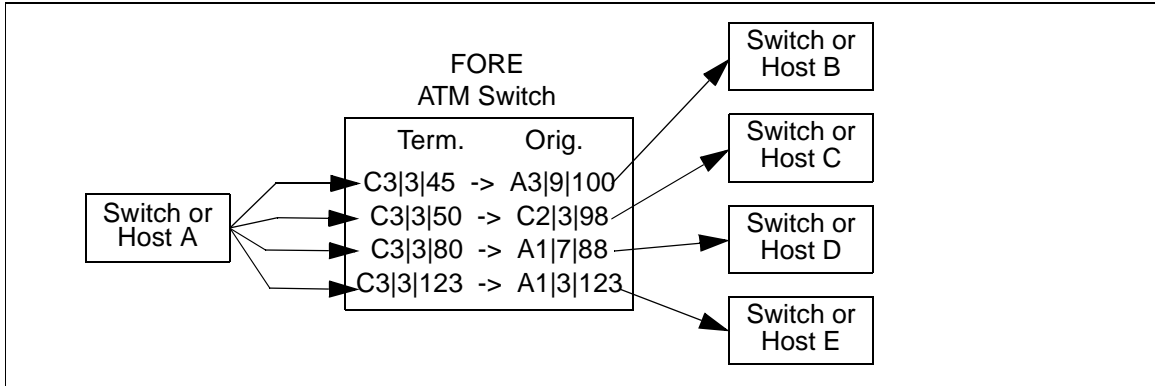 FORE
ATM Switch
Term. Orig.
C3|3|45 -> A3|9|100
C3|3|50 -> C2|3|98
C3|3|80 -> A1|7|88
C3|3|123 -> A1|3|123
Switch or
Host A
Switch or
Host B
Switch or
Host C
Switch or
Host D
Switch or
Host E